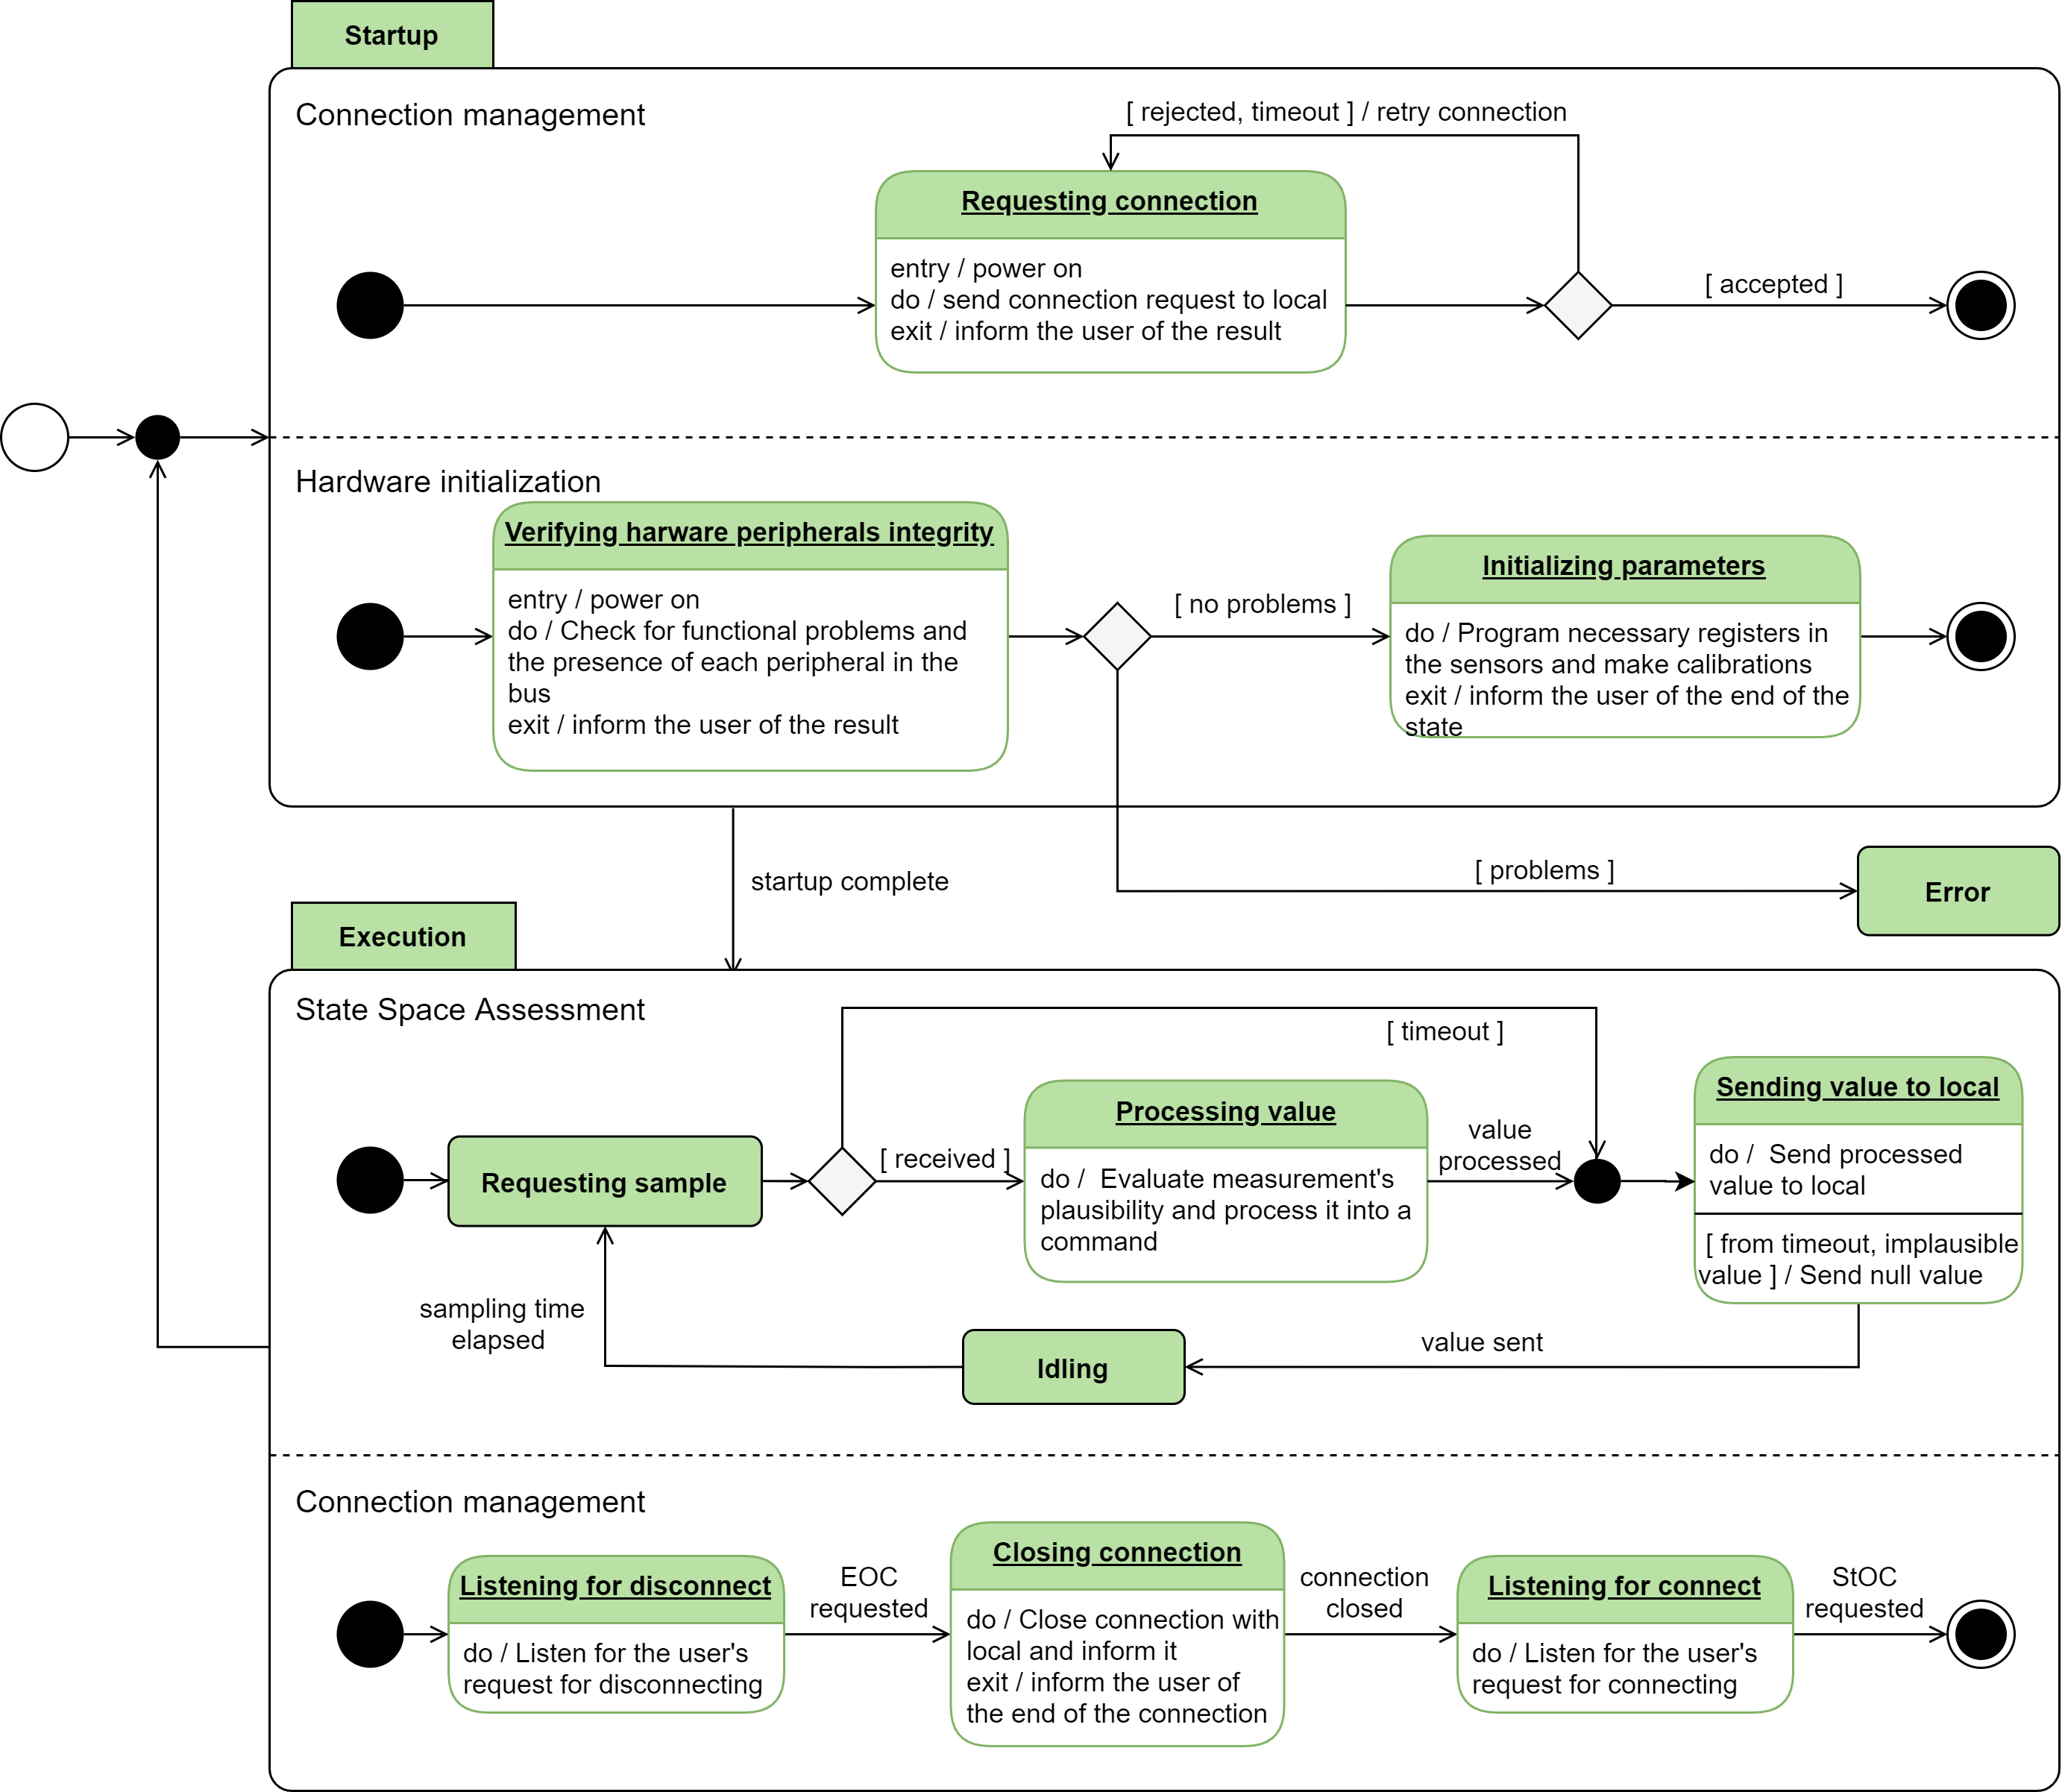 Startup
Connection management
[ rejected, timeout ] / retry connection
Requesting connection
entry / power on
do / send connection request to local
exit / inform the user of the result
[ accepted ]
Hardware initialization
Verifying harware peripherals integrity
entry / power on
do / Check for functional problems and
the presence of each peripheral in the
bus
exit / inform the user of the result
[ no problems ]
Initializing parameters
do / Program necessary registers in
the sensors and make calibrations
exit / inform the user of the end of the
state
startup complete
[ problems ]
Error
Execution
State Space Assessment
[ timeout ]
Requesting sample
[ received ]
Processing value
do /  Evaluate measurement's
plausibility and process it into a
command
value
processed
Sending value to local
do /  Send processed
value to local
[ from timeout, implausible
value ] / Send null value
sampling time
elapsed
Idling
value sent
Connection management
Listening for disconnect
do / Listen for the user's
request for disconnecting
EOC
requested
Closing connection
do / Close connection with
local and inform it
exit / inform the user of
the end of the connection
connection
closed
Listening for connect
do / Listen for the user's
request for connecting
StOC
requested